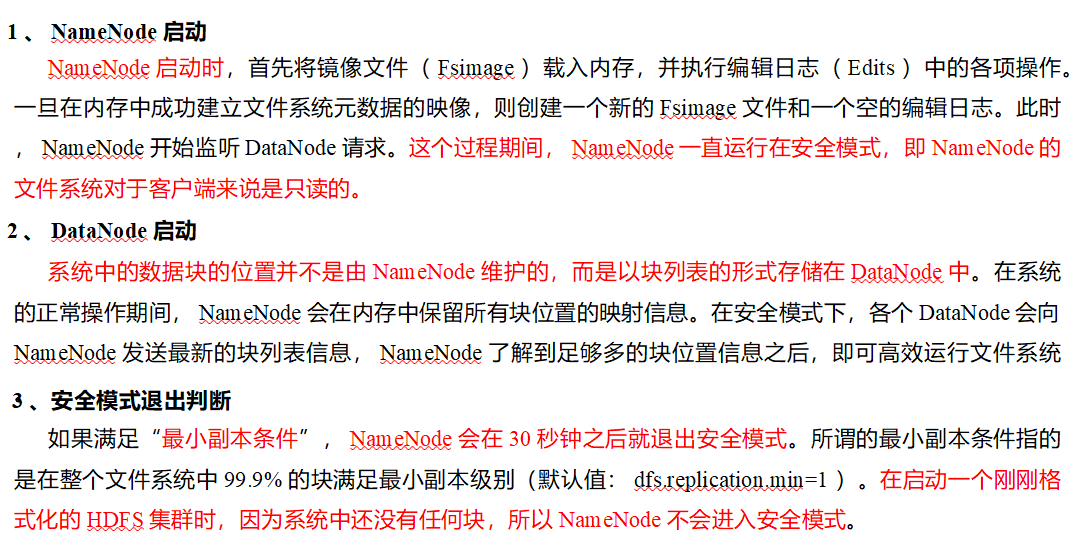 1、 NameNode 启动
NameNode 启动时，首先将镜像文件（ Fsimage ）载入内存，并执行编辑日志（ Edits ）中的各项操作。
一旦在内存中成功建立文件系统元数据的映像，则创建一个新的 Fsimage 文件和一个空的编辑日志。此时
， NameNode 开始监听 DataNode 请求。这个过程期间， NameNode 一直运行在安全模式，即 NameNode 的
文件系统对于客户端来说是只读的。
2、 DataNode 启动
系统中的数据块的位置并不是由 NameNode 维护的，而是以块列表的形式存储在 DataNode 中。在系统
的正常操作期间， NameNode 会在内存中保留所有块位置的映射信息。在安全模式下，各个 DataNode 会向
NameNode 发送最新的块列表信息， NameNode 了解到足够多的块位置信息之后，即可高效运行文件系统
3、安全模式退出判断
如果满足“最小副本条件”， NameNode 会在 30 秒钟之后就退出安全模式。所谓的最小副本条件指的
是在整个文件系统中 99.9% 的块满足最小副本级别（默认值： dfs.replication.min=1 ）。在启动一个刚刚格
式化的 HDFS 集群时，因为系统中还没有任何块，所以 NameNode 不会进入安全模式。